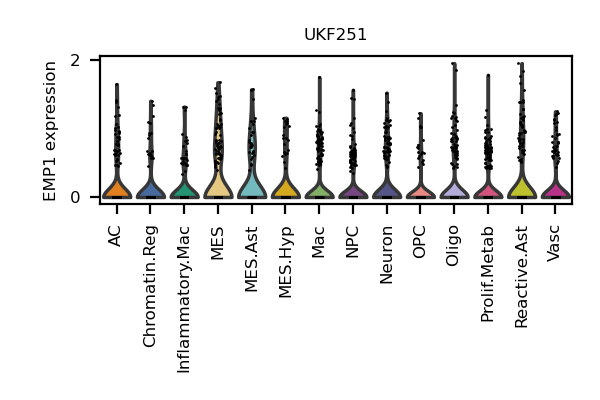 UKF251
EMP1 expression
2
0
AC
Chromatin.Reg
Inflammatory.Mac
MES
MES.Ast
MES.Hyp
Mac
NPC
Neuron
OPC
Oligo
Prolif.Metab
Reactive.Ast
Vasc